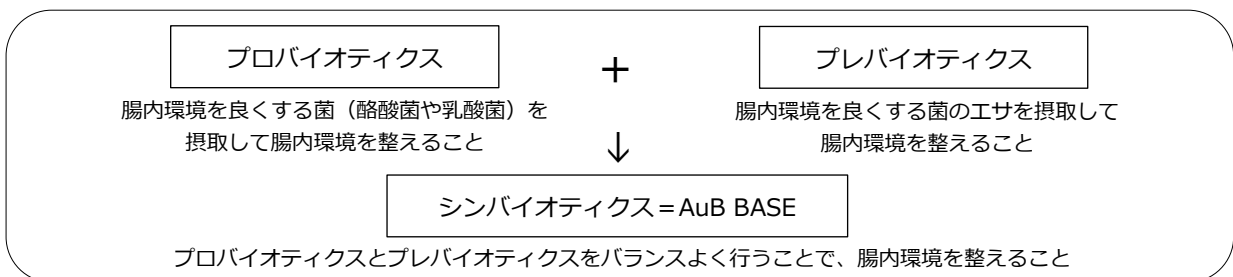 プロバイオティクス
+
プレバイオティクス
腸内環境を良くする菌（酪酸菌や乳酸菌）を
摂取して腸内環境を整えること
腸内環境を良くする菌のエサを摂取して
腸内環境を整えること
↓
シンバイオティクス＝AuB BASE
プロバイオティクスとプレバイオティクスをバランスよく行うことで、腸内環境を整えること